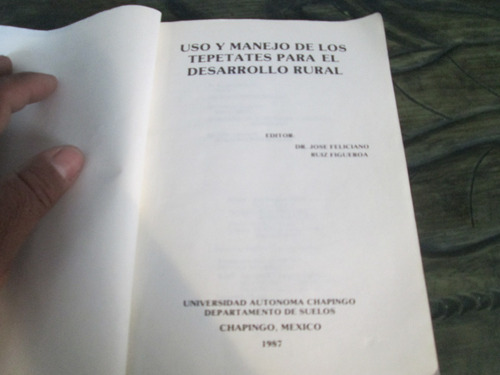 USO Y MANEJO DE LOS
TEPETATES PARA EL
DESARROLLO RURAL
EDITOR:
DR. JOSE FELICIANO
RUIZ FIGUEROA
UNIVERSIDAD AUTONOMA CHAPINGO
DEPARTAMENTO DE SUELOS
CHAPINGO, MEXICO
1987